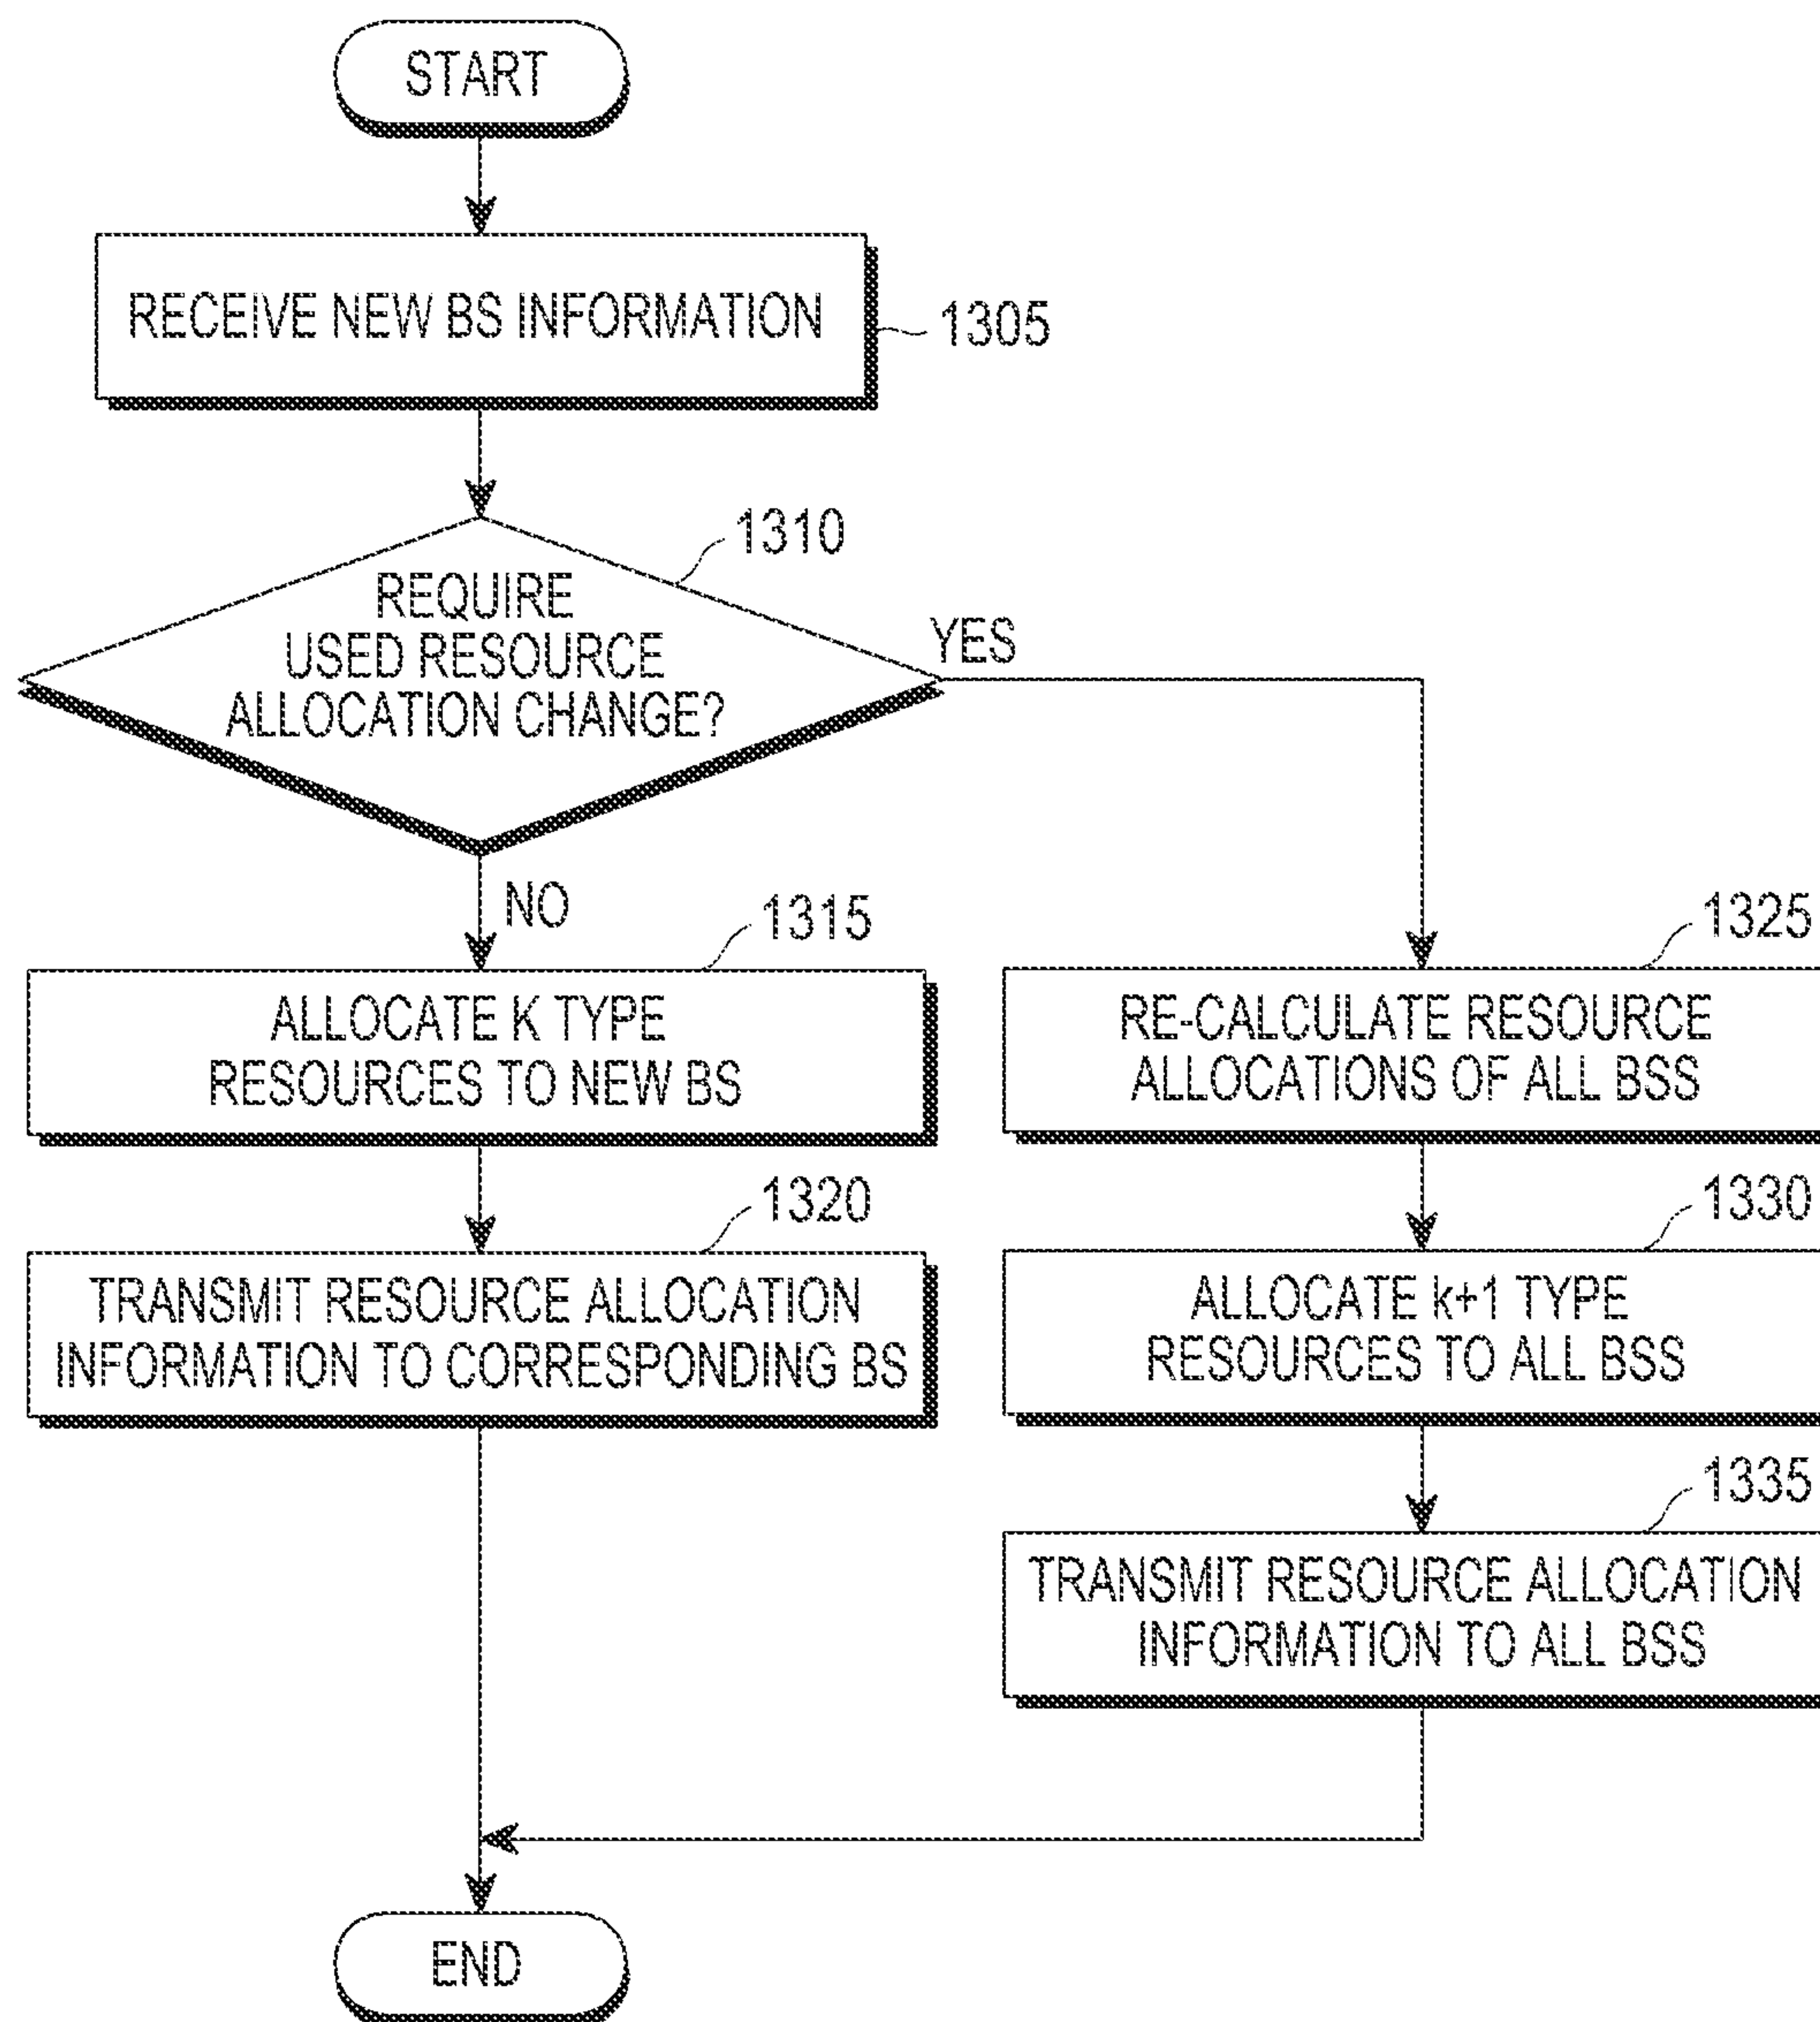 START
RECEIVE NEW BS INFORMATION
1305
1310
REQUIRE
USED RESOURCE
ALLOCATION CHANGE?
YES
NO
1315
ALLOCATE K TYPE
RESOURCES TO NEW BS
1320
TRANSMIT RESOURCE ALLOCATION
INFORMATION TO CORRESPONDING BS
1325
RE-CALCULATE RESOURCE
ALLOCATIONS OF ALL BSS
1330
ALLOCATE k+1 TYPE
RESOURCES TO ALL BSS
1335
TRANSMIT RESOURCE ALLOCATION
INFORMATION TO ALL BSS
END